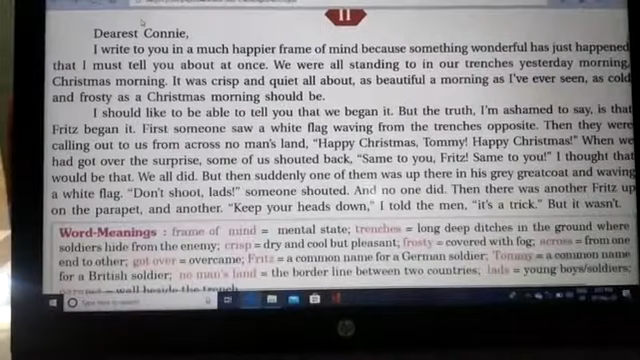 II
Dearest Connie,
I write to you in a much happier frame of mind because something wonderful has just happened
that I must tell you about at once. We were all standing to in our trenches yesterday morning,
Christmas morning. It was crisp and quiet all about, as beautiful a morning as I've ever seen, as cold
and frosty as a Christmas morning should be.
I should like to be able to tell you that we began it. But the truth, I'm ashamed to say, is that
Fritz began it. First someone saw a white flag waving from the trenches opposite. Then they were
calling out to us from across no man's land, "Happy Christmas, Tommy! Happy Christmas!" When we
had got over the surprise, some of us shouted back, "Same to you, Fritz! Same to you!" I thought that
would be that. We all did. But then suddenly one of them was up there in his grey greatcoat and waving
a white flag. "Don't shoot, lads!" someone shouted. And no one did. Then there was another Fritz up
on the parapet, and another. "Keep your heads down," I told the men, "it's a trick." But it wasn't.
Word-Meanings : frame of mind = mental state; trenches = long deep ditches in the ground where
soldiers hide from the enemy; crisp = dry and cool but pleasant; frosty = covered with fog; across = from one
end to other; got over = overcame; Fritz = a common name for a German soldier; Tommy = a common name
for a British soldier; no man's land = the border line between two countries; lads = young boys/soldiers;
parapet = wall beside the trench
Type here to search
hp